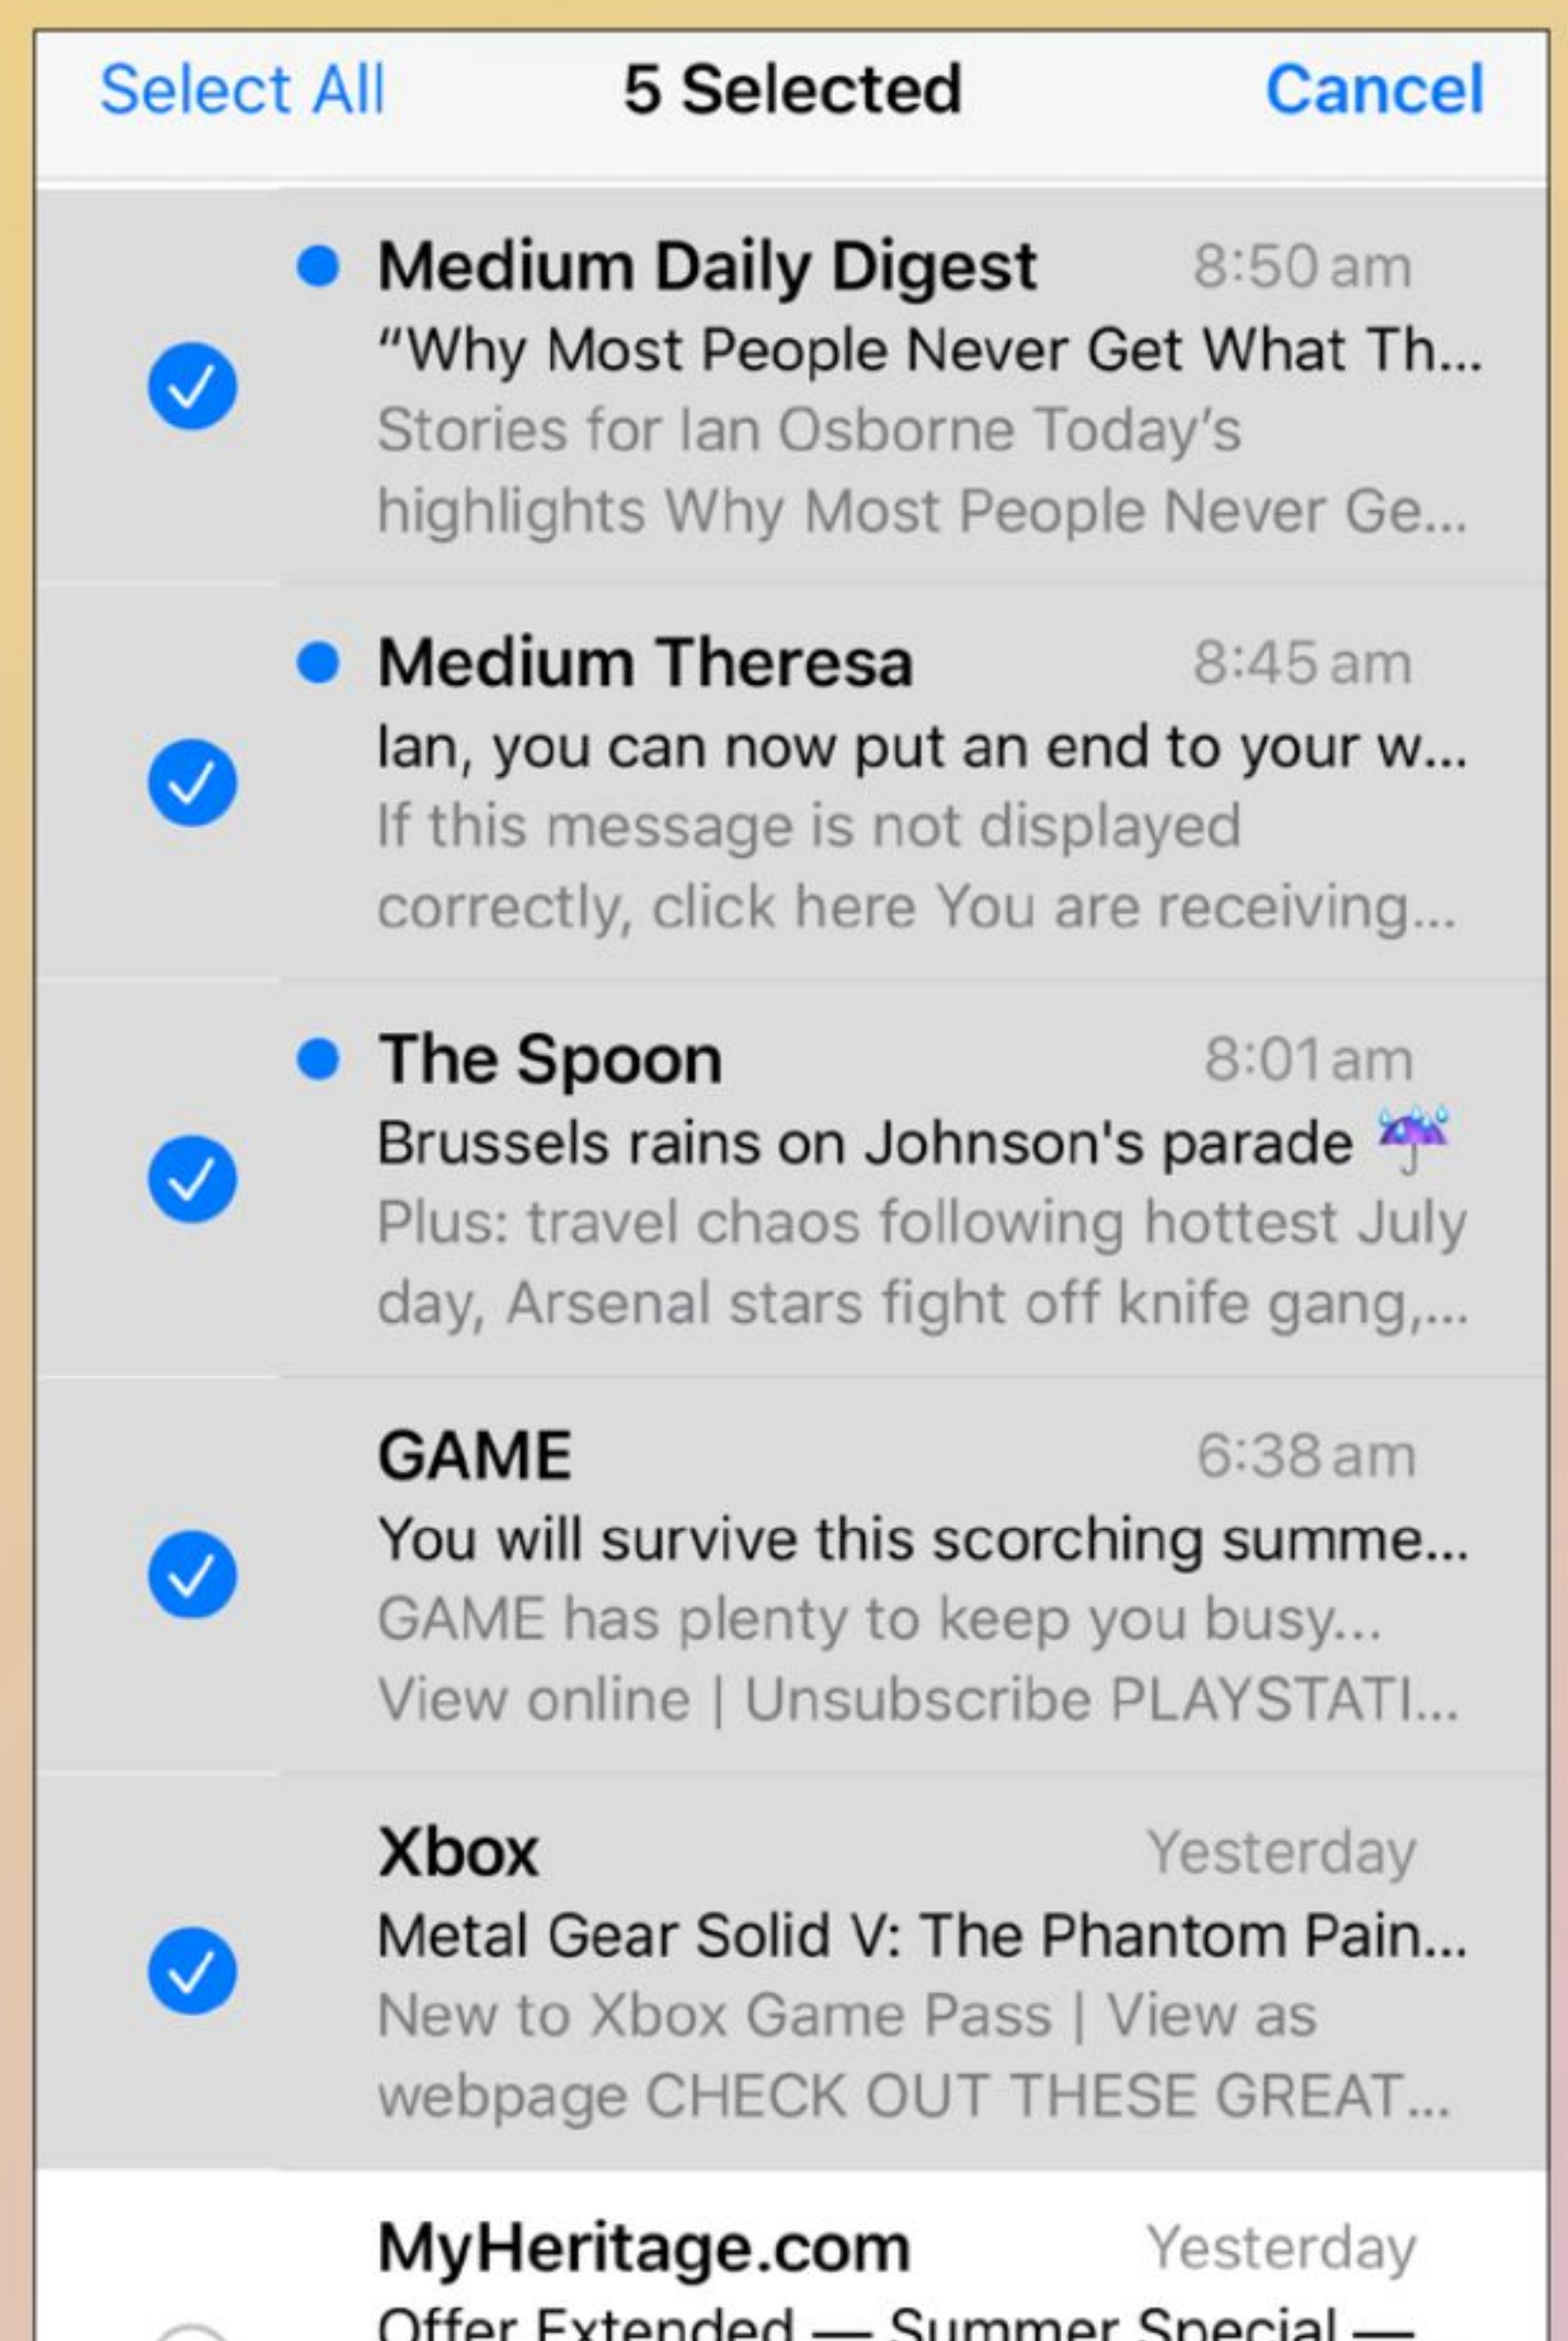 Select All 5 Selected Cancel
Medium Daily Digest 8:50 am
“Why Most People Never Get What Th...
Stories for Ian Osborne Today’s
highlights Why Most People Never Ge...
Medium Theresa 8:45 am
Ian, you can now put an end to your w...
If this message is not displayed
correctly, click here You are receiving...
The Spoon 8:01 am
Brussels rains on Johnson's parade ☔
Plus: travel chaos following hottest July
day, Arsenal stars fight off knife gang,...
GAME 6:38 am
You will survive this scorching summe...
GAME has plenty to keep you busy...
View online | Unsubscribe PLAYSTATI...
Xbox Yesterday
Metal Gear Solid V: The Phantom Pain...
New to Xbox Game Pass | View as
webpage CHECK OUT THESE GREAT...
MyHeritage.com Yesterday
Offer Extended — Summer Special —